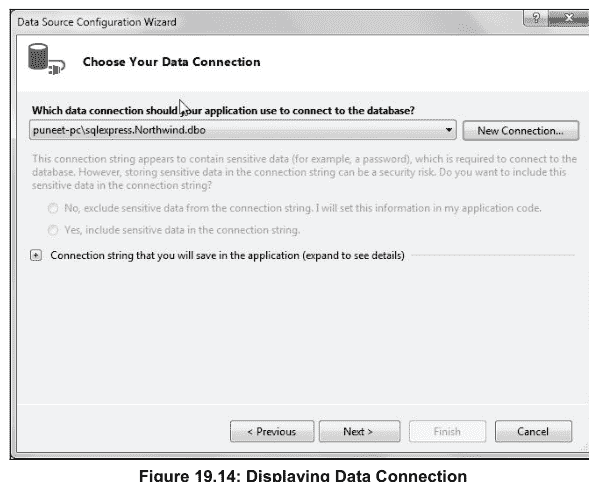 Data Source Configuration Wizard
?
Choose Your Data Connection
Which data connection should your application use to connect to the database?
puneet-pc\sqlexpress.Northwind.dbo
New Connection...
This connection string appears to contain sensitive data (for example, a password), which is required to connect to the
database. However, storing sensitive data in the connection string can be a security risk. Do you want to include this
sensitive data in the connection string?
No, exclude sensitive data from the connection string. I will set this information in my application code.
Yes, include sensitive data in the connection string.
+ Connection string that you will save in the application (expand to see details)
< Previous
Next >
Finish
Cancel
Figure 19.14: Displaying Data Connection